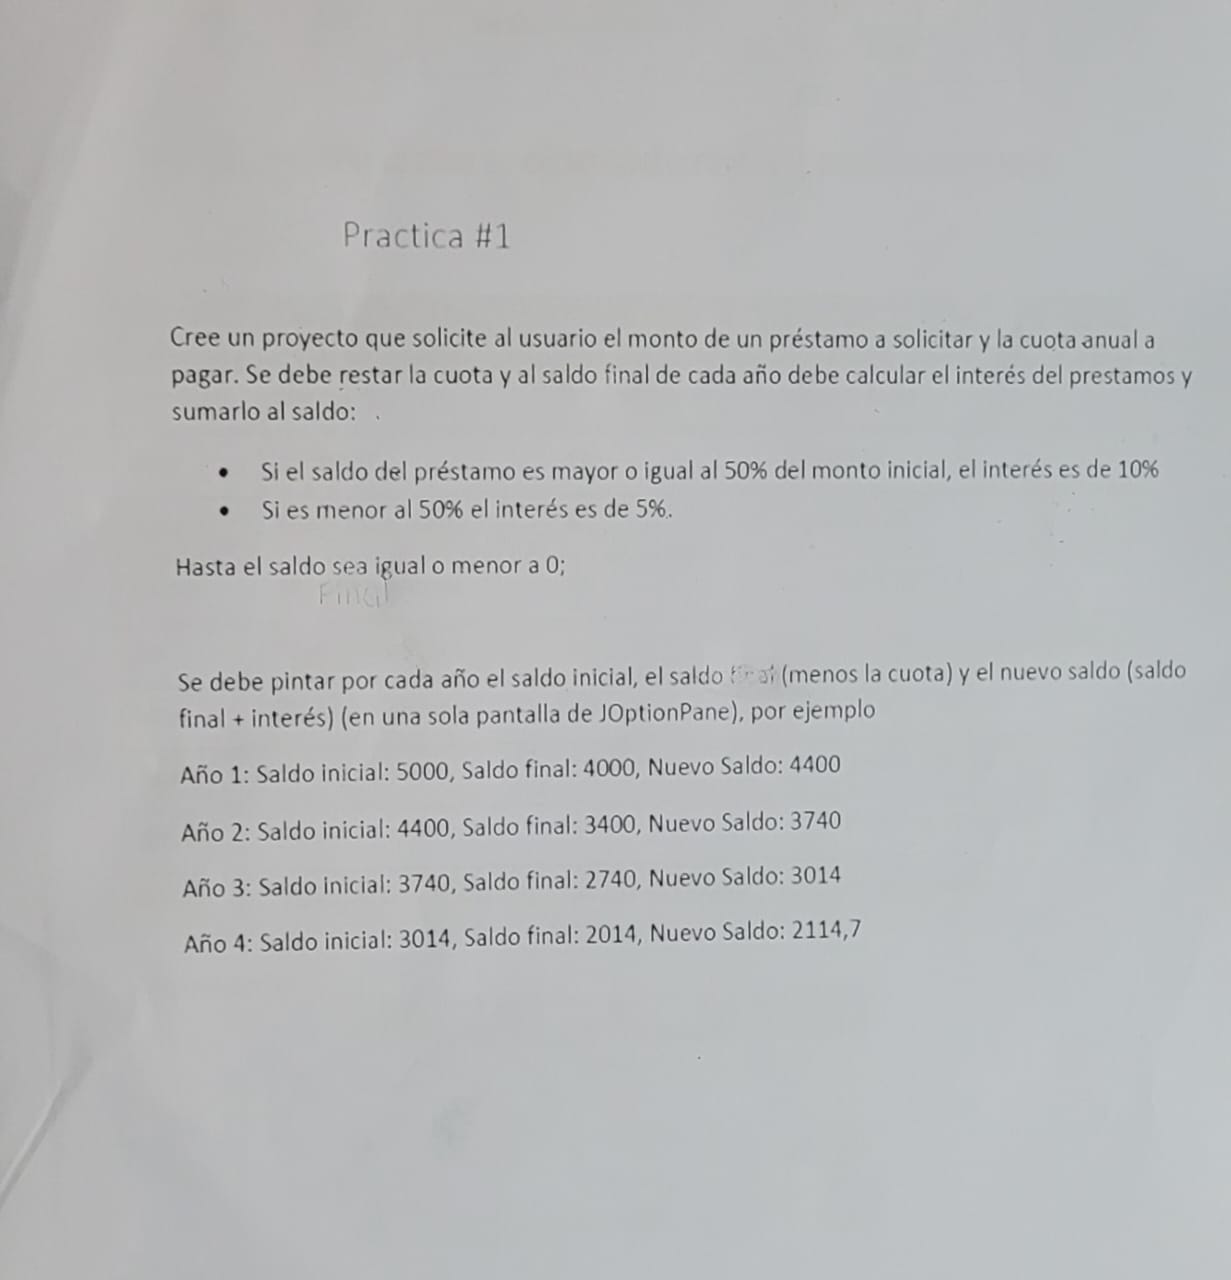 Practica #1
Cree un proyecto que solicite al usuario el monto de un préstamo a solicitar y la cuota anual a
pagar. Se debe restar la cuota y al saldo final de cada año debe calcular el interés del prestamos y
sumarlo al saldo:
• Si el saldo del préstamo es mayor o igual al 50% del monto inicial, el interés es de 10%
• Si es menor al 50% el interés es de 5%.
Hasta el saldo sea igual o menor a 0;
Final
Se debe pintar por cada año el saldo inicial, el saldo final (menos la cuota) y el nuevo saldo (saldo
final + interés) (en una sola pantalla de JOptionPane), por ejemplo
Año 1: Saldo inicial: 5000, Saldo final: 4000, Nuevo Saldo: 4400
Año 2: Saldo inicial: 4400, Saldo final: 3400, Nuevo Saldo: 3740
Año 3: Saldo inicial: 3740, Saldo final: 2740, Nuevo Saldo: 3014
Año 4: Saldo inicial: 3014, Saldo final: 2014, Nuevo Saldo: 2114,7